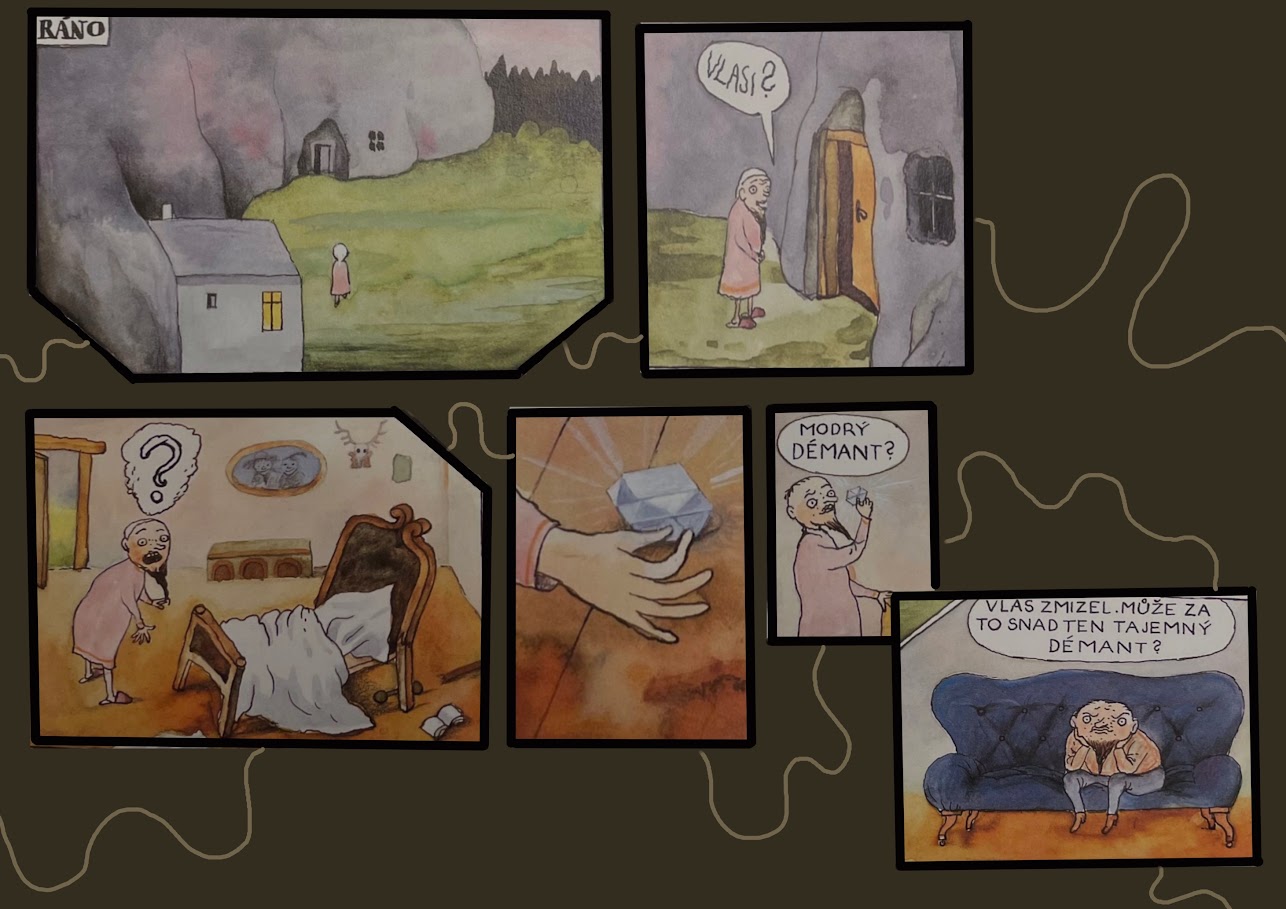 RÁNO
VLASI?
?
MODRÝ
DÉMANT?
VLAS ZMIZEL. MŮŽE ZA
TO SNAD TEN TAJEMNÝ
DÉMANT?